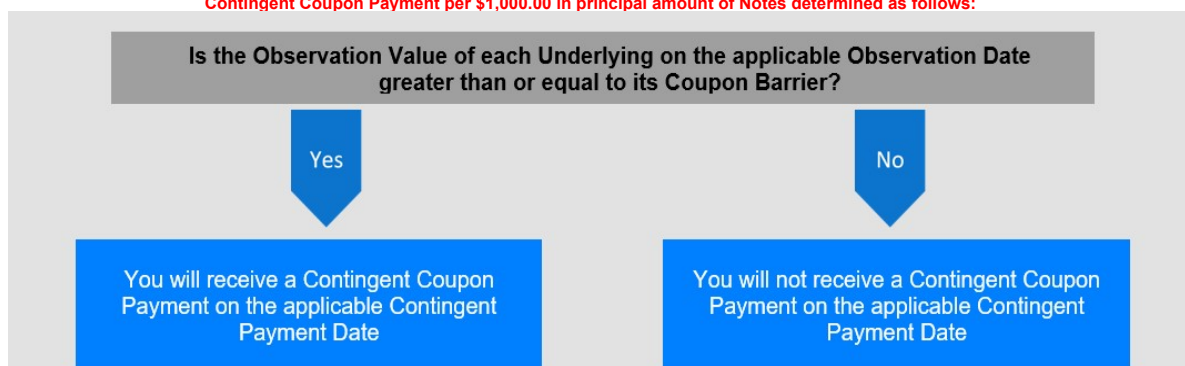 Contingent Coupon Payment per $1,000.00 in principal amount of Notes determined as follows:
Is the Observation Value of each Underlying on the applicable Observation Date
greater than or equal to its Coupon Barrier?
Yes
No
You will receive a Contingent Coupon
Payment on the applicable Contingent
Payment Date
You will not receive a Contingent Coupon
Payment on the applicable Contingent
Payment Date